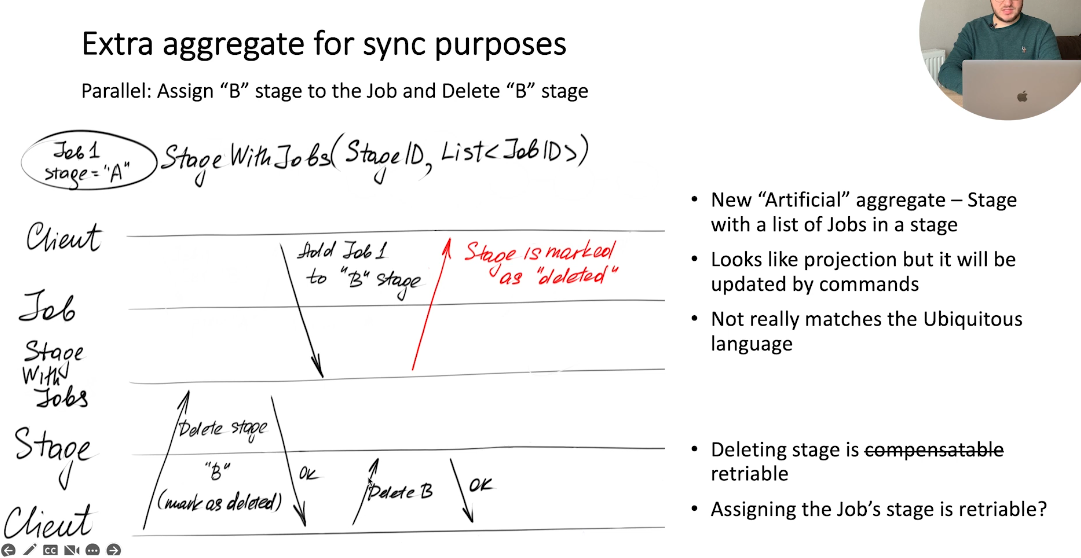 Extra aggregate for sync purposes
Parallel: Assign “B” stage to the Job and Delete “B” stage
Job 1
stage = "A"
StageWithJobs(StageID, List<JobID>)
• New “Artificial” aggregate – Stage
with a list of Jobs in a stage
• Looks like projection but it will be
updated by commands
• Not really matches the Ubiquitous
language
Client
Add Job 1
to "B" stage
Stage is marked
as "deleted"
Job
Stage
With
Jobs
Delete stage
"B"
(mark as deleted)
OK
Stage
Delete B
OK
Client
• Deleting stage is compensatable
retriable
• Assigning the Job’s stage is retriable?
CC